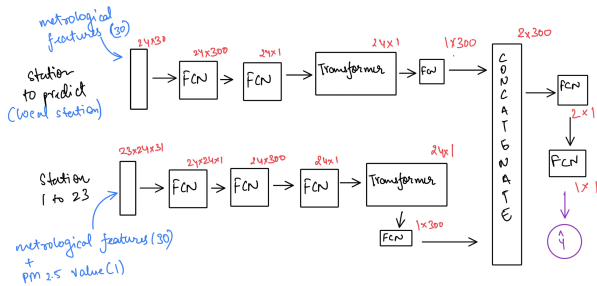 metrological
features (30)
24x30
24x300
24x1
24x1
1x300
2x300
station
to predict
(local station)
FCN
FCN
Transformer
FCN
CONCATENATE
FCN
2x1
FCN
1x1
ŷ
23x24x31
24x24x1
24x300
24x1
24x1
Station
1 to 23
FCN
FCN
FCN
Transformer
FCN
1x300
metrological features (30)
+
PM 2.5 value (1)